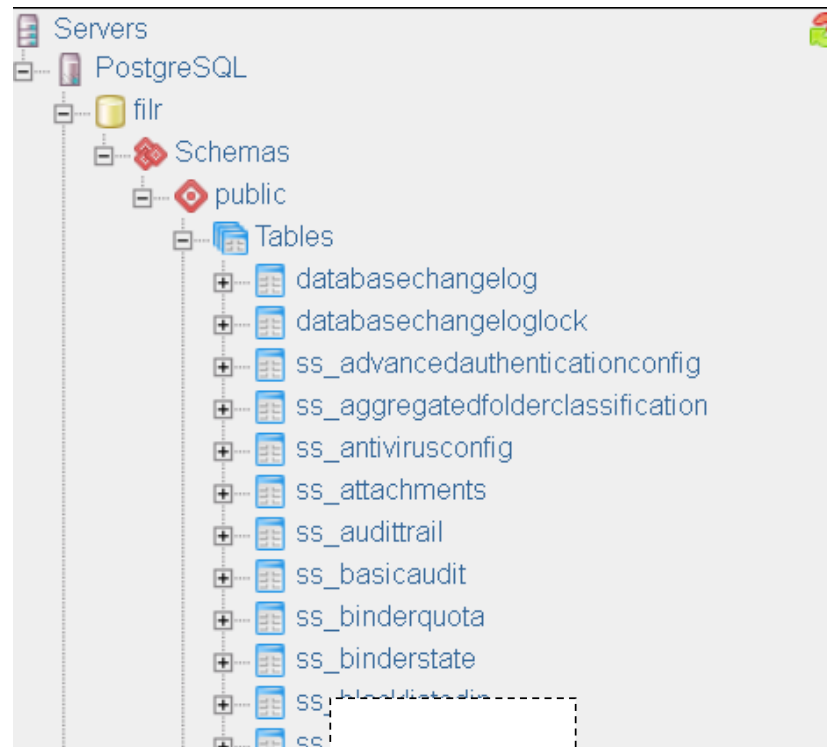 Servers
PostgreSQL
filr
Schemas
public
Tables
databasechangelog
databasechangeloglock
ss_advancedauthenticationconfig
ss_aggregatedfolderclassification
ss_antivirusconfig
ss_attachments
ss_audittrail
ss_basicaudit
ss_binderquota
ss_binderstate